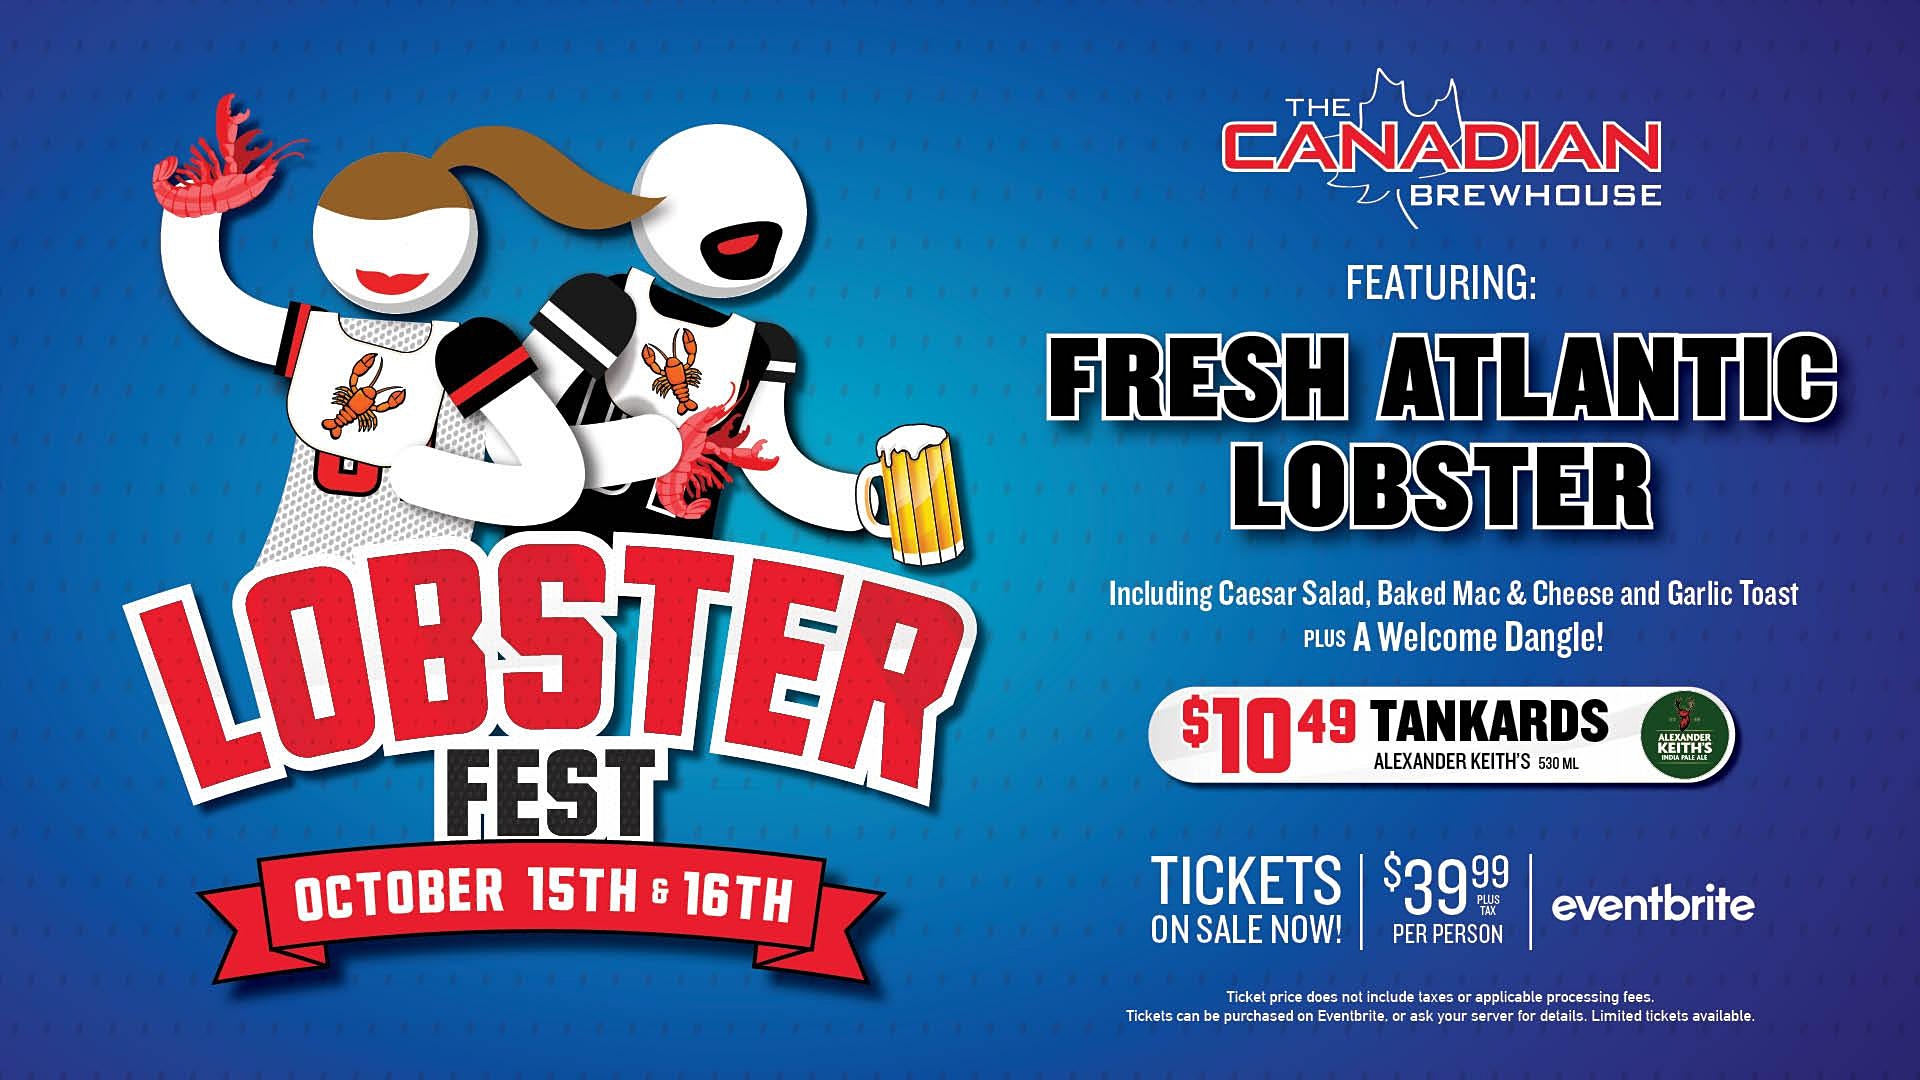 THE
CANADIAN
BREWHOUSE
FEATURING:
FRESH ATLANTIC
LOBSTER
Including Caesar Salad, Baked Mac & Cheese and Garlic Toast
PLUS A Welcome Dangle!
$10 49 TANKARDS
ALEXANDER KEITH'S 530 ML
ALEXANDER
KEITH'S
INDIA PALE ALE
LOBSTER
FEST
OCTOBER 15TH & 16TH
TICKETS
ON SALE NOW!
$39 99
PLUS
TAX
PER PERSON
eventbrite
Ticket price does not include taxes or applicable processing fees.
Tickets can be purchased on Eventbrite, or ask your server for details. Limited tickets available.